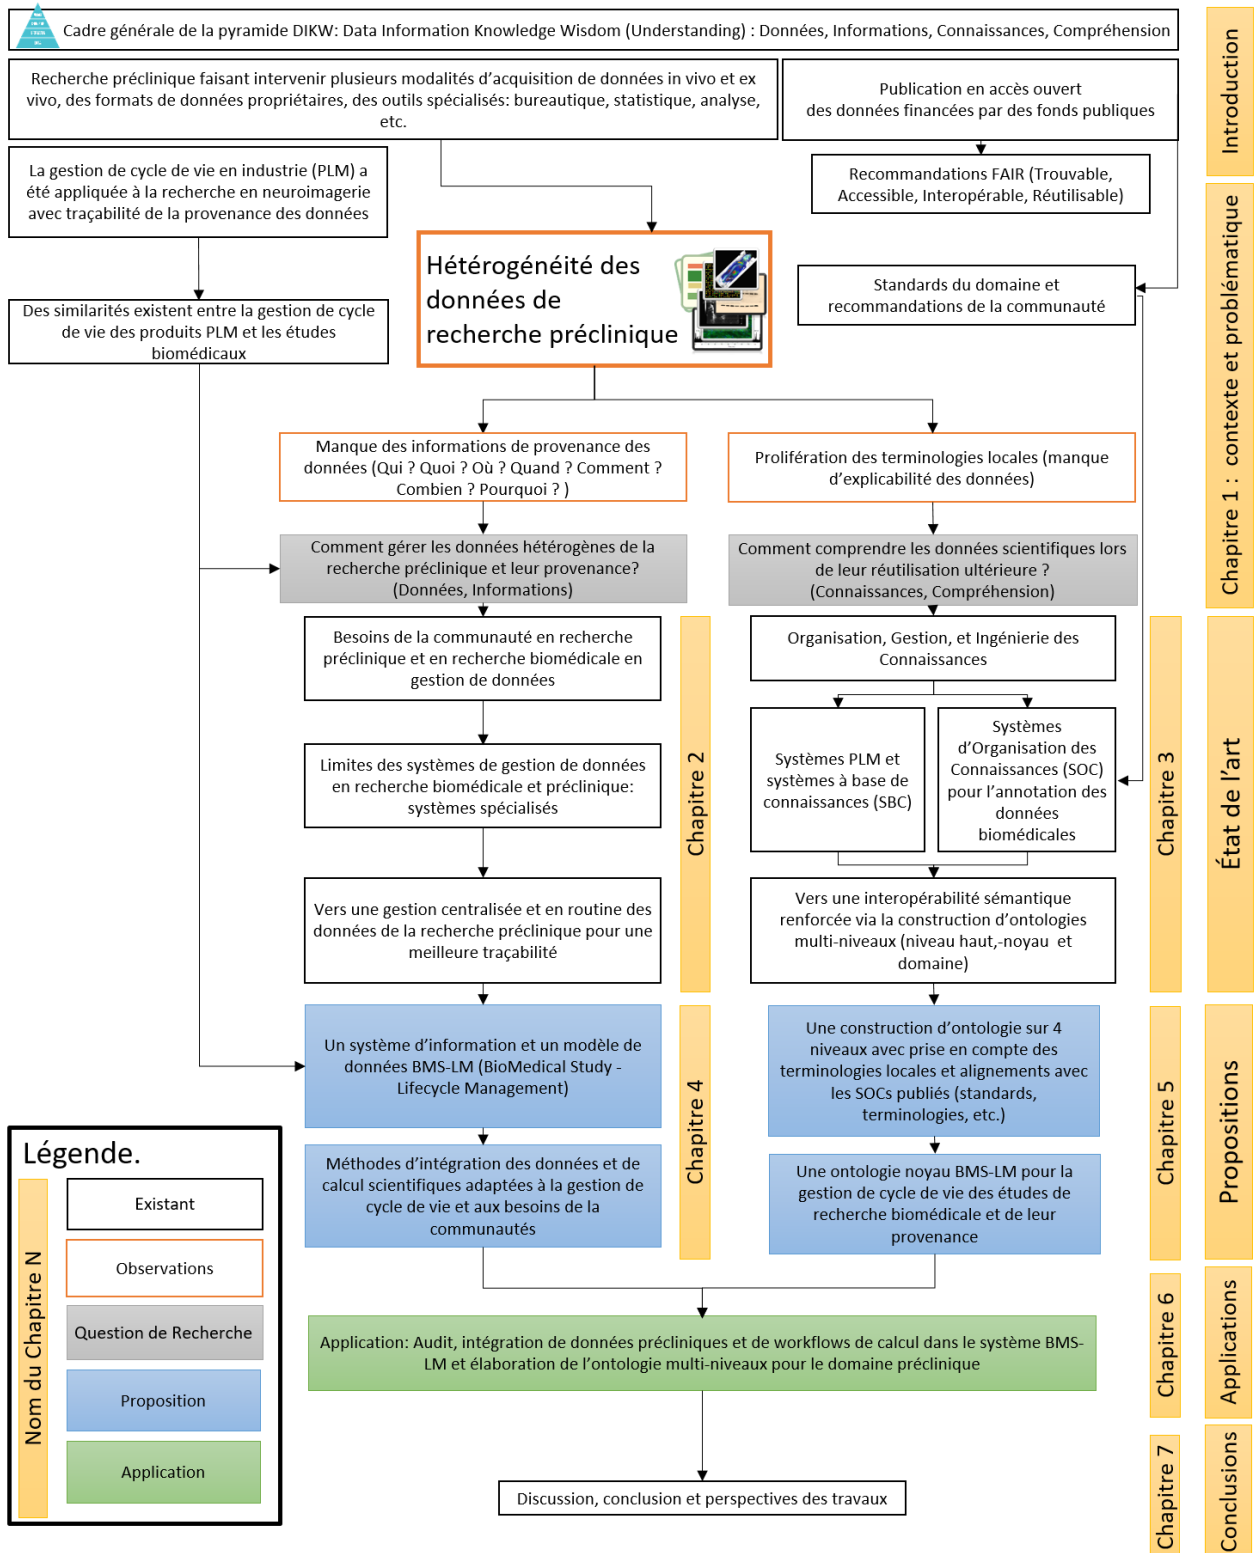 Cadre générale de la pyramide DIKW: Data Information Knowledge Wisdom (Understanding) : Données, Informations, Connaissances, Compréhension
Recherche préclinique faisant intervenir plusieurs modalités d'acquisition de données in vivo et ex
vivo, des formats de données propriétaires, des outils spécialisés: bureautique, statistique, analyse,
etc.
Publication en accès ouvert
des données financées par des fonds publiques
Introduction
La gestion de cycle de vie en industrie (PLM) a
été appliquée à la recherche en neuroimagerie
avec traçabilité de la provenance des données
Recommandations FAIR (Trouvable,
Accessible, Interopérable, Réutilisable)
Hétérogénéité des
données de
recherche préclinique
Standards du domaine et
recommandations de la communauté
Des similarités existent entre la gestion de cycle
de vie des produits PLM et les études
biomédicaux
Chapitre 1 : contexte et problématique
Manque des informations de provenance des
données (Qui ? Quoi ? Où ? Quand ? Comment ?
Combien ? Pourquoi ? )
Prolifération des terminologies locales (manque
d'explicabilité des données)
Comment gérer les données hétérogènes de la
recherche préclinique et leur provenance?
(Données, Informations)
Comment comprendre les données scientifiques lors
de leur réutilisation ultérieure ?
(Connaissances, Compréhension)
Besoins de la communauté en recherche
préclinique et en recherche biomédicale en
gestion de données
Organisation, Gestion, et Ingénierie des
Connaissances
Limites des systèmes de gestion de données
en recherche biomédicale et préclinique:
systèmes spécialisés
Chapitre 2
Systèmes PLM et
systèmes à base de
connaissances (SBC)
Systèmes
d'Organisation des
Connaissances (SOC)
pour l'annotation des
données
biomédicales
Chapitre 3
État de l'art
Vers une gestion centralisée et en routine des
données de la recherche préclinique pour une
meilleure traçabilité
Vers une interopérabilité sémantique
renforcée via la construction d'ontologies
multi-niveaux (niveau haut,-noyau et
domaine)
Un système d'information et un modèle de
données BMS-LM (BioMedical Study -
Lifecycle Management)
Chapitre 4
Une construction d'ontologie sur 4
niveaux avec prise en compte des
terminologies locales et alignements avec
les SOCs publiés (standards,
terminologies, etc.)
Chapitre 5
Propositions
Méthodes d'intégration des données et de
calcul scientifiques adaptées à la gestion de
cycle de vie et aux besoins de la
communautés
Une ontologie noyau BMS-LM pour la
gestion de cycle de vie des études de
recherche biomédicale et de leur
provenance
Légende.
Nom du Chapitre N
Existant
Observations
Question de Recherche
Proposition
Application
Application: Audit, intégration de données précliniques et de workflows de calcul dans le système BMS-
LM et élaboration de l'ontologie multi-niveaux pour le domaine préclinique
Chapitre 6
Applications
Discussion, conclusion et perspectives des travaux
Chapitre 7
Conclusions